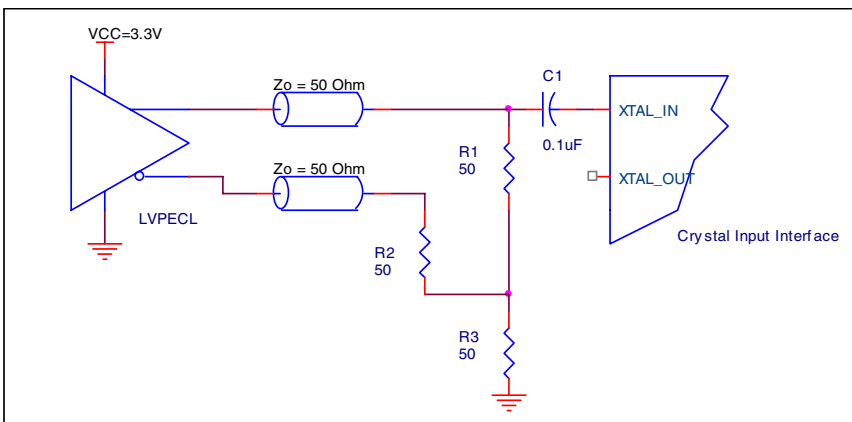 VCC=3.3V
Zo = 50 Ohm
C1
XTAL_IN
0.1uF
R1
50
Zo = 50 Ohm
XTAL_OUT
LVPECL
Crystal Input Interface
R2
50
R3
50